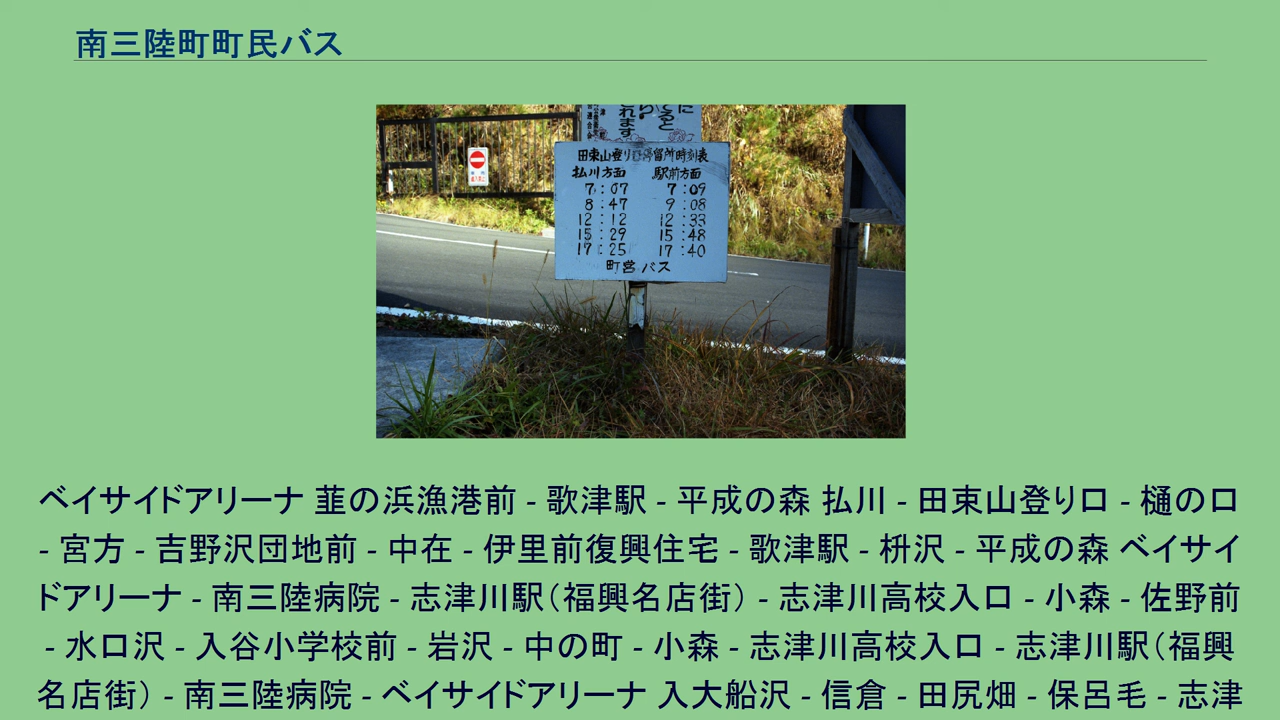 南三陸町町民バス
にると
られます
田束山登り口停留所時刻表
払川方面 駅前方面
7:07 7:09
8:47 9:08
12:12 12:33
15:29 15:48
17:25 17:40
町営バス
ベイサイドアリーナ 韮の浜漁港前 - 歌津駅 - 平成の森 払川 - 田束山登り口 - 樋の口
- 宮方 - 吉野沢団地前 - 中在 - 伊里前復興住宅 - 歌津駅 - 枡沢 - 平成の森 ベイサイ
ドアリーナ - 南三陸病院 - 志津川駅（福興名店街） - 志津川高校入口 - 小森 - 佐野前
- 水口沢 - 入谷小学校前 - 岩沢 - 中の町 - 小森 - 志津川高校入口 - 志津川駅（福興
名店街） - 南三陸病院 - ベイサイドアリーナ 入大船沢 - 信倉 - 田尻畑 - 保呂毛 - 志津